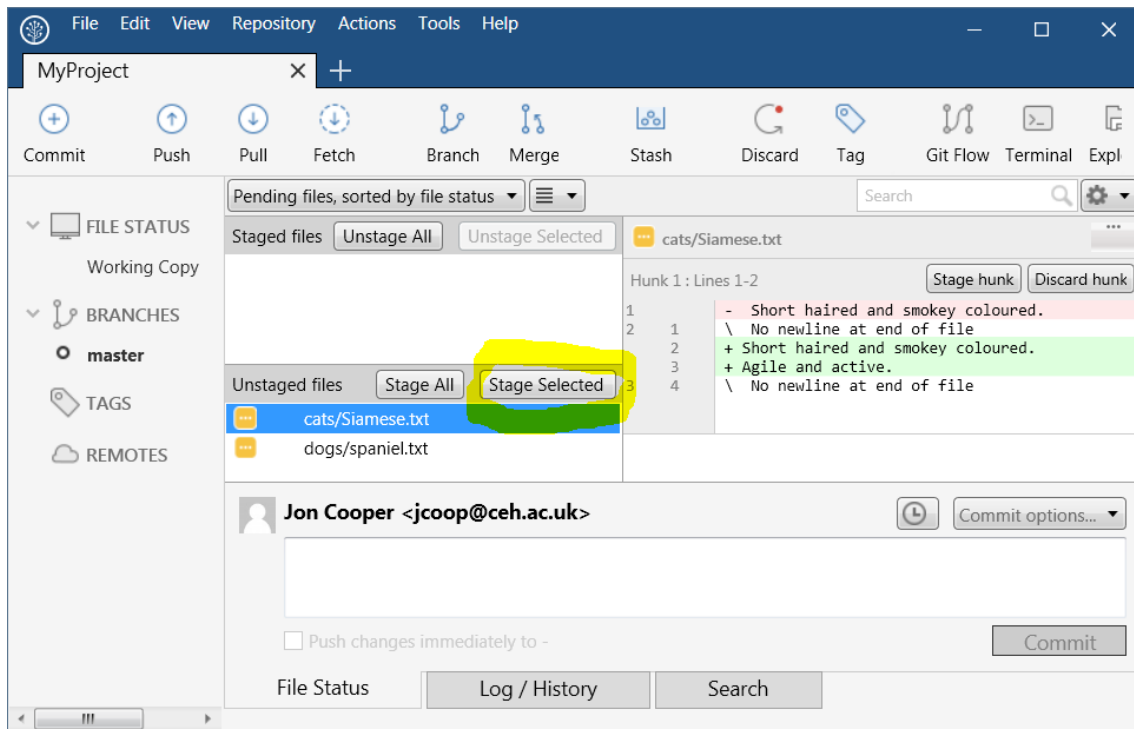 File Edit View Repository Actions Tools Help
MyProject
Commit Push Pull Fetch Branch Merge Stash Discard Tag Git Flow Terminal Expl
Pending files, sorted by file status
Search
FILE STATUS
Working Copy
BRANCHES
master
TAGS
REMOTES
Staged files Unstage All Unstage Selected
Unstaged files Stage All Stage Selected
cats/Siamese.txt
dogs/spaniel.txt
cats/Siamese.txt
Hunk 1 : Lines 1-2 Stage hunk Discard hunk
1 - Short haired and smokey coloured.
2 1 \ No newline at end of file
2 + Short haired and smokey coloured.
3 + Agile and active.
3 4 \ No newline at end of file
Jon Cooper <jcoop@ceh.ac.uk>
Commit options...
Push changes immediately to -
Commit
File Status Log / History Search